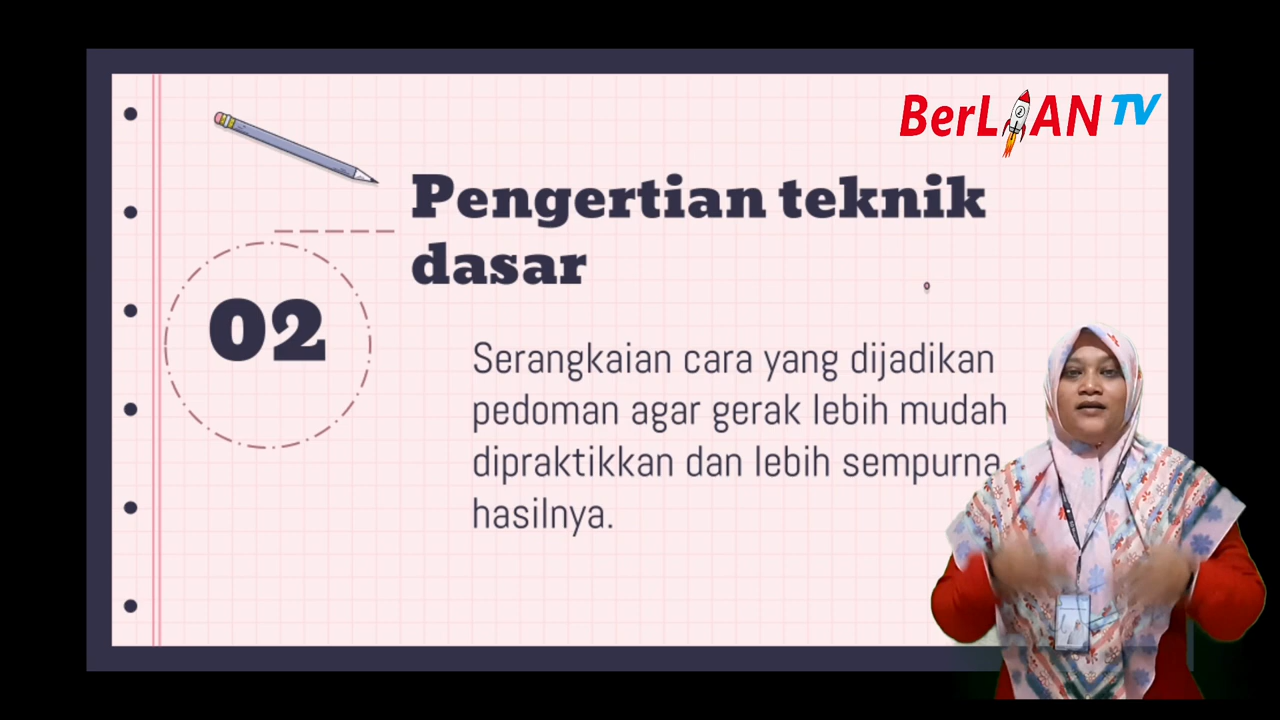 BerLIAN TV
Pengertian teknik
dasar
02
Serangkaian cara yang dijadikan
pedoman agar gerak lebih mudah
dipraktikkan dan lebih sempurna
hasilnya.